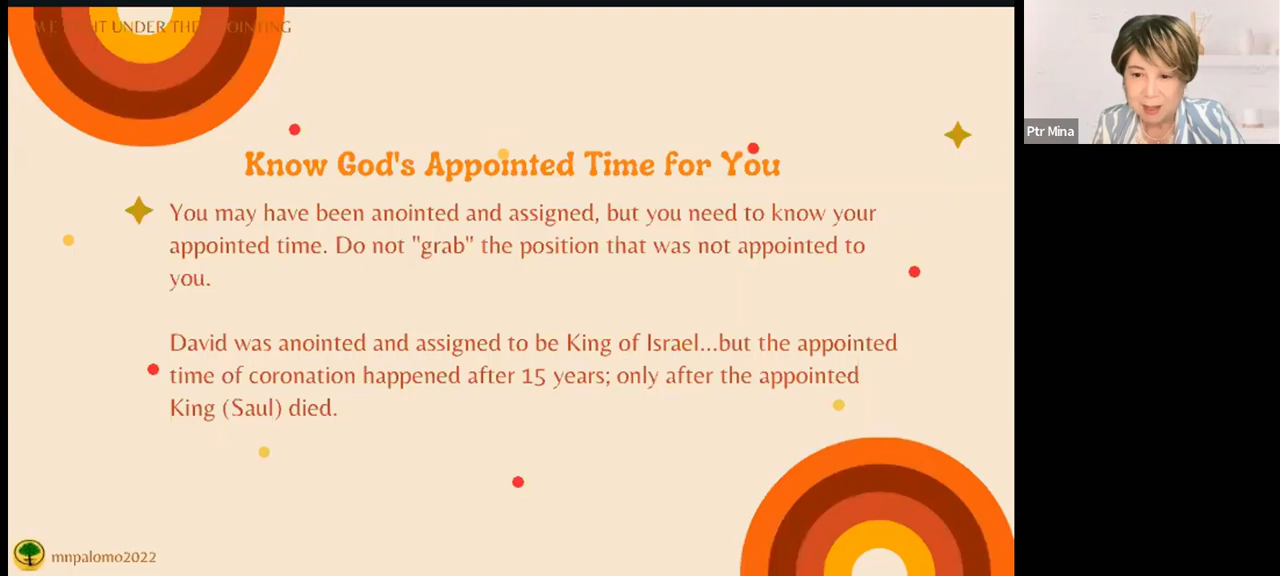 WE UNDER THE
Know God's Appointed Time for You
You may have been anointed and assigned, but you need to know your
appointed time. Do not "grab" the position that was not appointed to
you.
David was anointed and assigned to be King of Israel...but the appointed
time of coronation happened after 15 years; only after the appointed
King (Saul) died.
mnpalomo2022
Ptr Mina